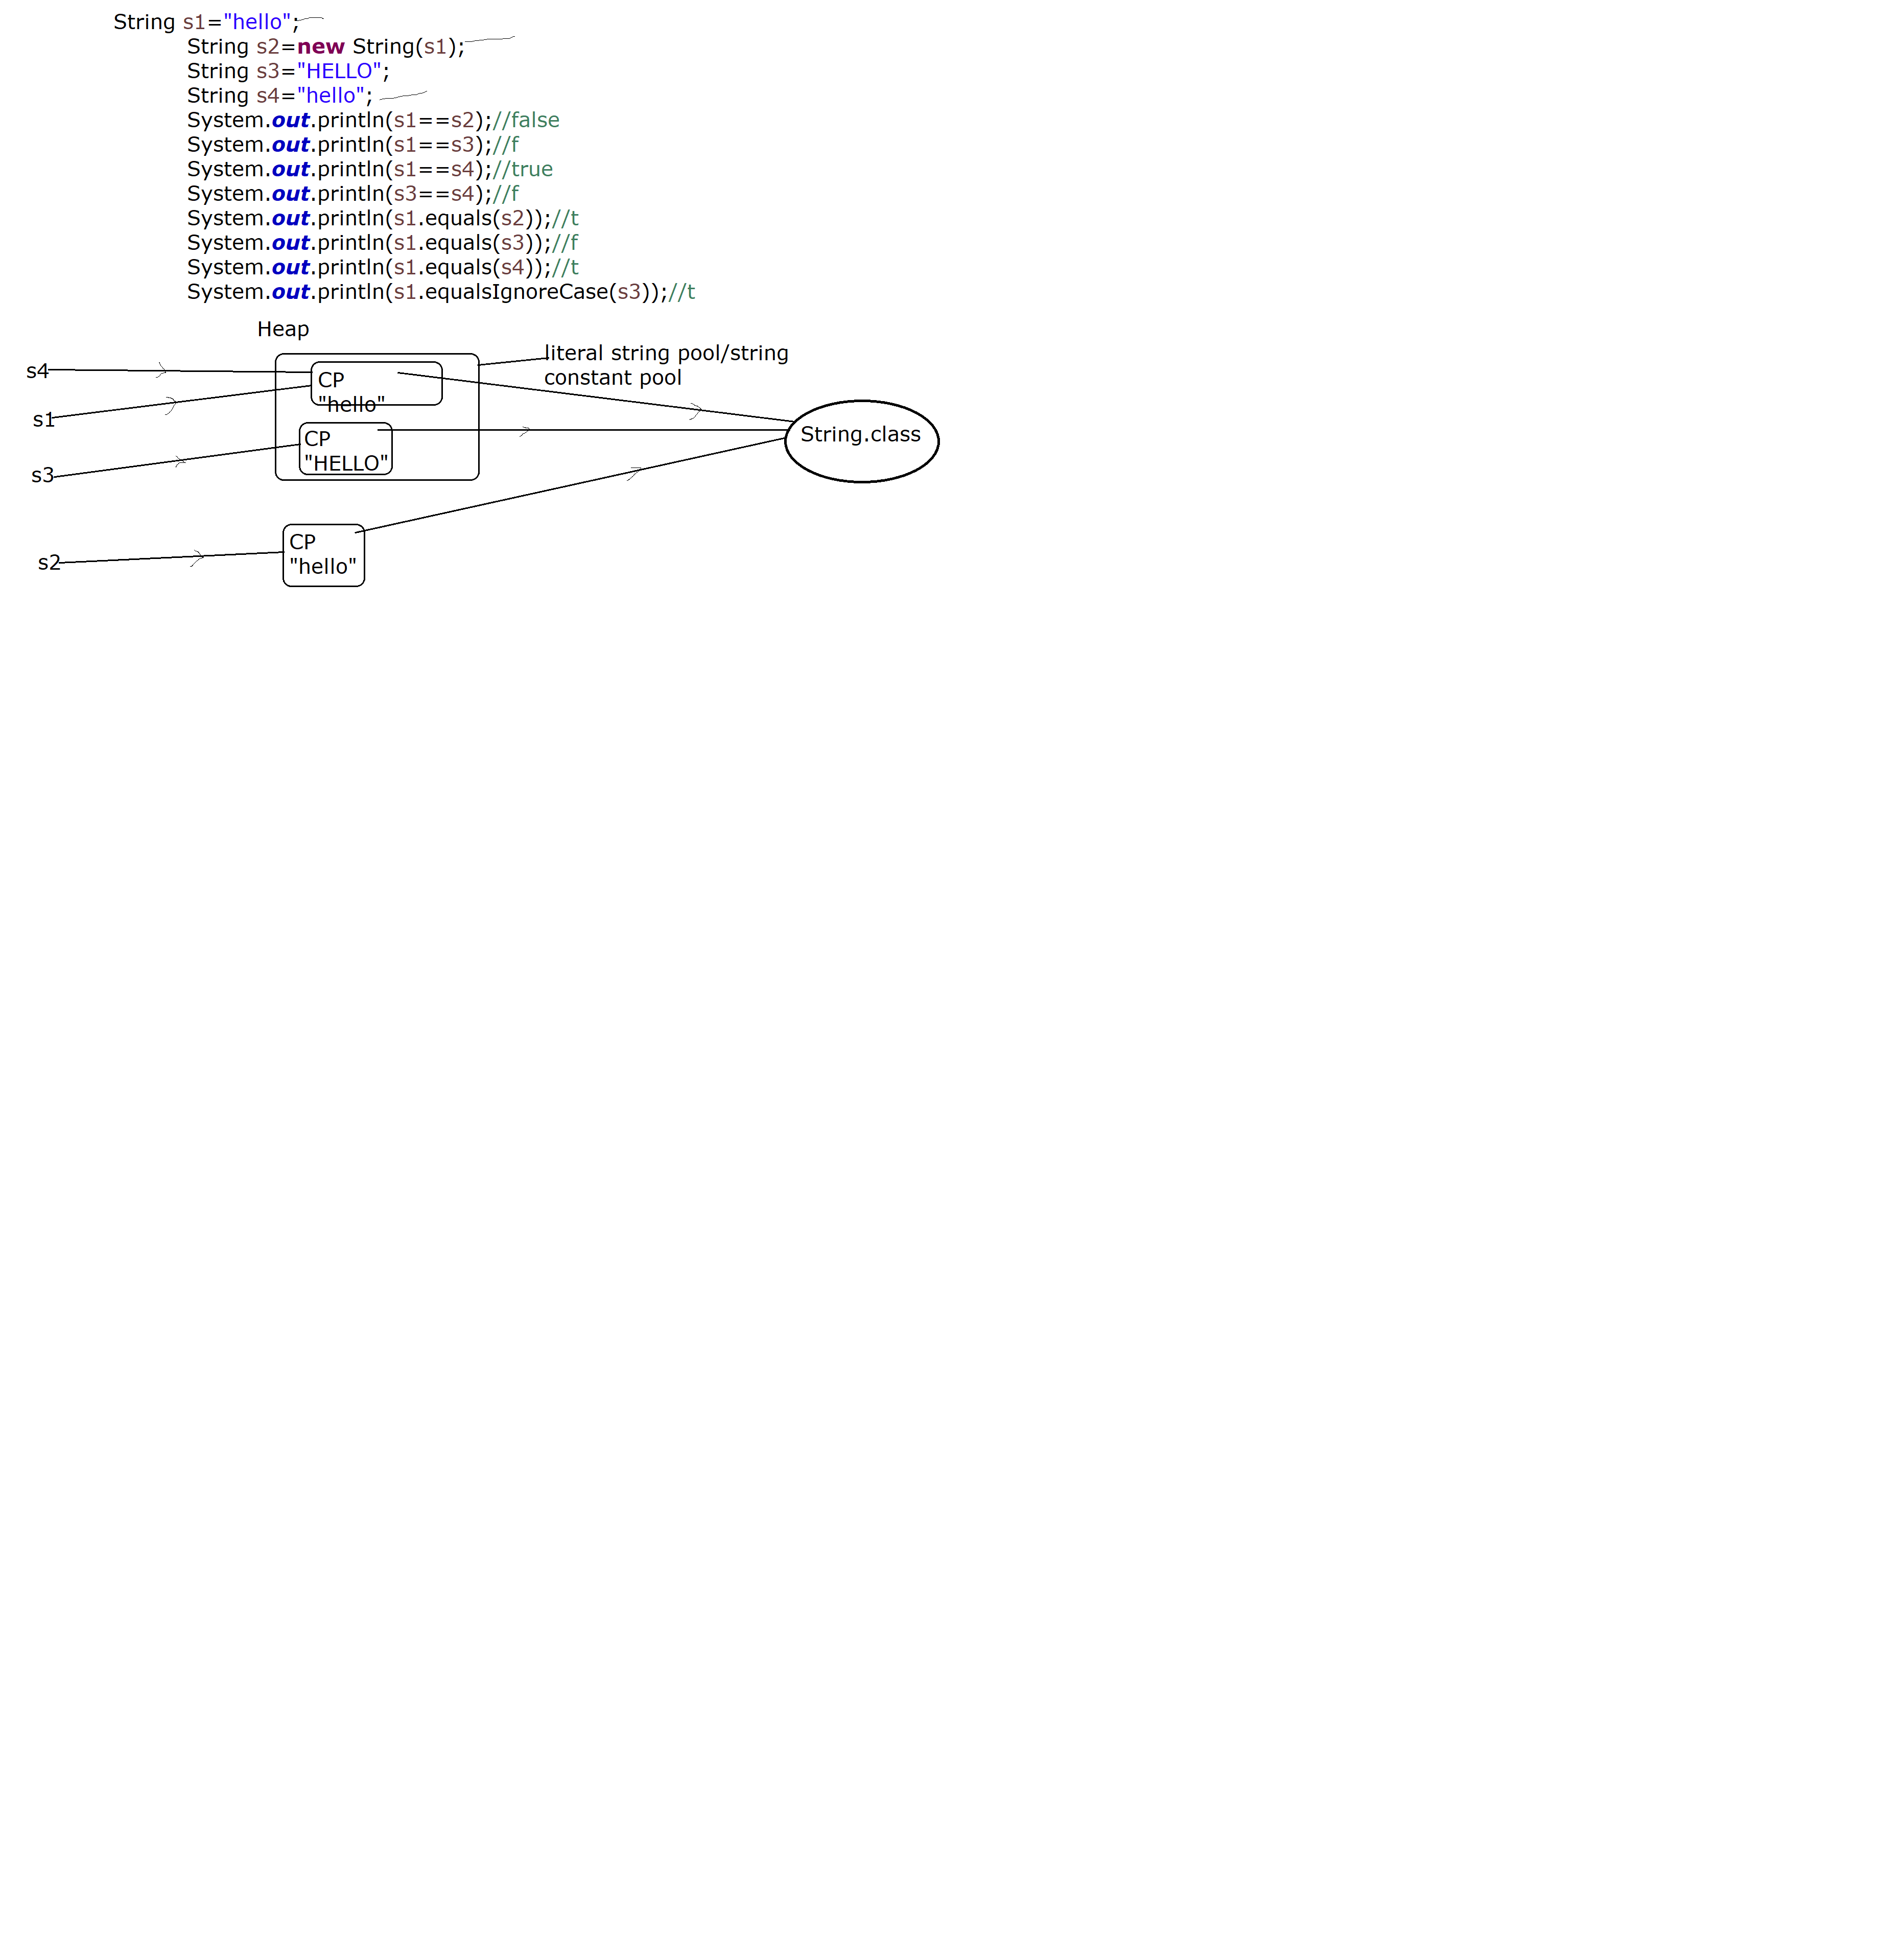 String s1="hello";
String s2=new String(s1);
String s3="HELLO";
String s4="hello";
System.out.println(s1==s2);//false
System.out.println(s1==s3);//f
System.out.println(s1==s4);//true
System.out.println(s3==s4);//f
System.out.println(s1.equals(s2));//t
System.out.println(s1.equals(s3));//f
System.out.println(s1.equals(s4));//t
System.out.println(s1.equalsIgnoreCase(s3));//t
Heap
literal string pool/string
constant pool
s4
CP
"hello"
s1
String.class
CP
"HELLO"
s3
CP
"hello"
s2